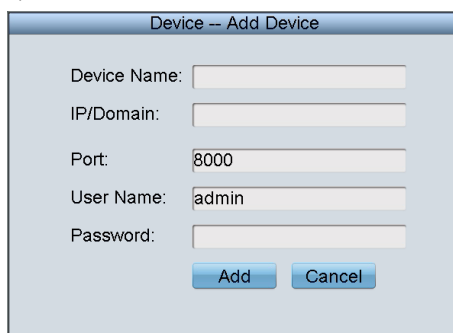 Device -- Add Device
Device Name:
IP/Domain:
Port: 8000
User Name: admin
Password:
Add Cancel